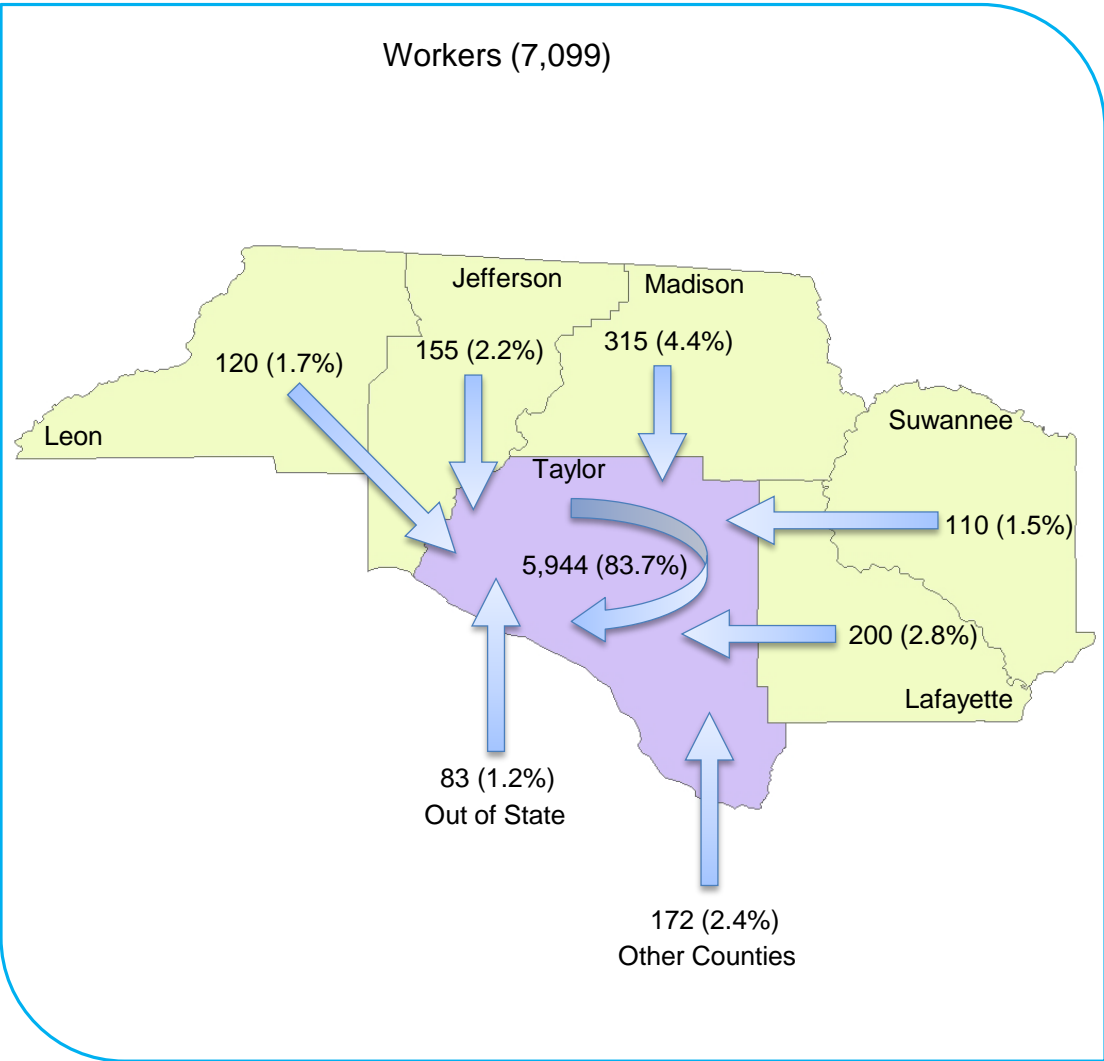 Workers (7,099)
Jefferson
Madison
120 (1.7%)
155 (2.2%)
315 (4.4%)
Leon
Suwannee
Taylor
110 (1.5%)
5,944 (83.7%)
200 (2.8%)
Lafayette
83 (1.2%)
Out of State
172 (2.4%)
Other Counties